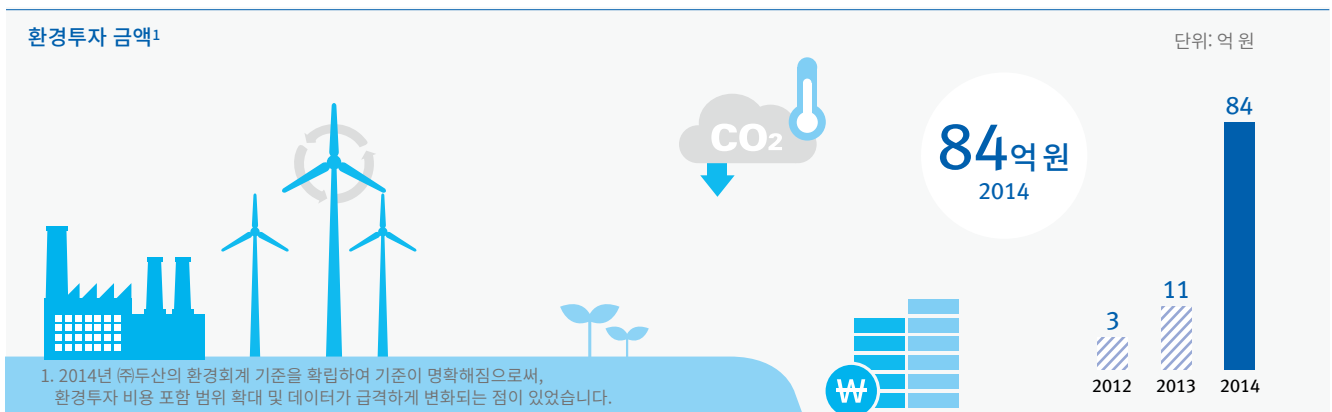 환경투자 금액1
단위: 억 원
CO2
84억 원
2014
84
11
3
2012 2013 2014
₩
1. 2014년 ㈜두산의 환경회계 기준을 확립하여 기준이 명확해짐으로써,
환경투자 비용 포함 범위 확대 및 데이터가 급격하게 변화되는 점이 있었습니다.